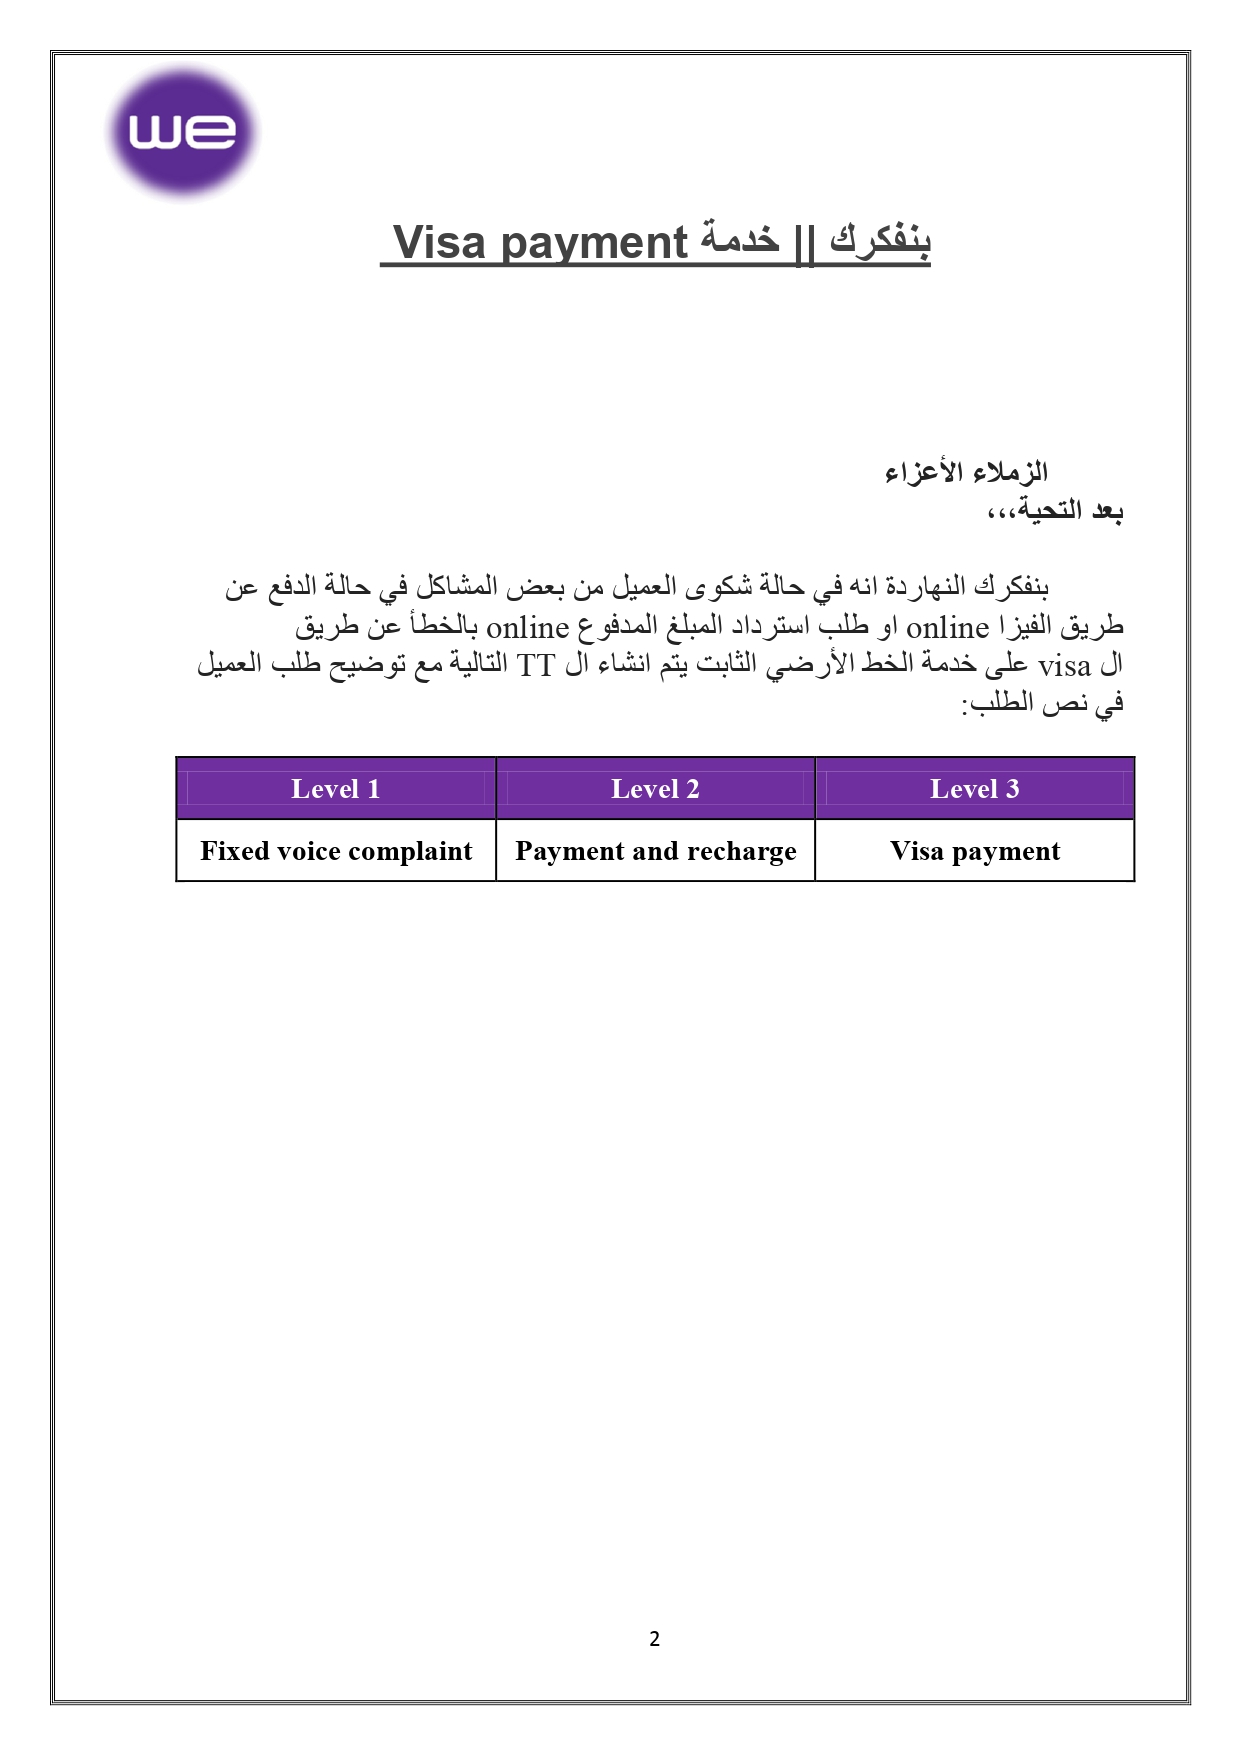 we
بنفكرك || خدمة Visa payment
الزملاء الأعزاء
بعد التحية،،،
بنفكرك النهاردة انه في حالة شكوى العميل من بعض المشاكل في حالة الدفع عن
طريق الفيزا online او طلب استرداد المبلغ المدفوع online بالخطأ عن طريق
ال visa على خدمة الخط الأرضي الثابت يتم انشاء ال TT التالية مع توضيح طلب العميل
في نص الطلب:
Level 1 Level 2 Level 3
Fixed voice complaint Payment and recharge Visa payment
2